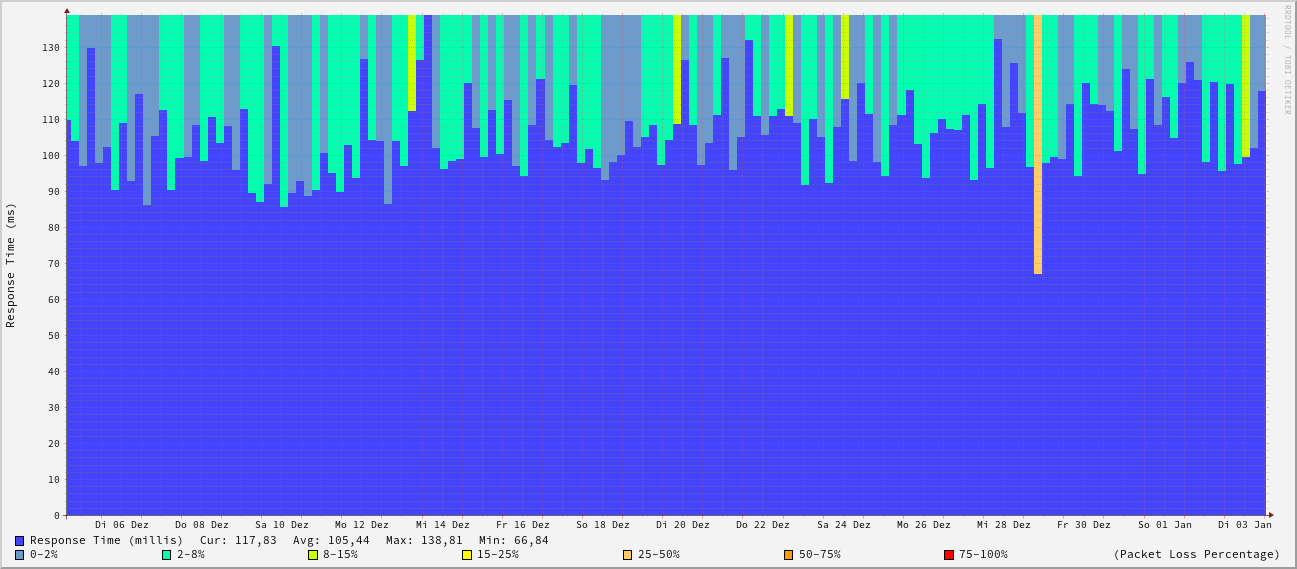 RRDTOOL / TOBI OETIKER
Response Time (ms)
130
120
110
100
90
80
70
60
50
40
30
20
10
0
Di 06 Dez Do 08 Dez Sa 10 Dez Mo 12 Dez Mi 14 Dez Fr 16 Dez So 18 Dez Di 20 Dez Do 22 Dez Sa 24 Dez Mo 26 Dez Mi 28 Dez Fr 30 Dez So 01 Jan Di 03 Jan
Response Time (millis) Cur: 117,83 Avg: 105,44 Max: 138,81 Min: 66,84
0-2% 2-8% 8-15% 15-25% 25-50% 50-75% 75-100% (Packet Loss Percentage)